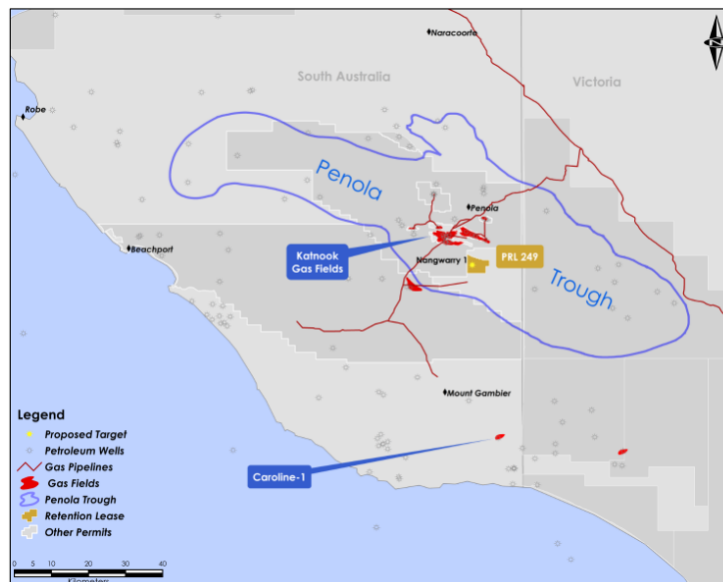 Naracoorte
South Australia
Victoria
Robe
Penola
Penola
Beachport
Katnook
Gas Fields
Nangwarry 1
PRL 249
Trough
Mount Gambier
Caroline-1
Legend
Proposed Target
Petroleum Wells
Gas Pipelines
Gas Fields
Penola Trough
Retention Lease
Other Permits
0 10 20 30 40
Kilometers